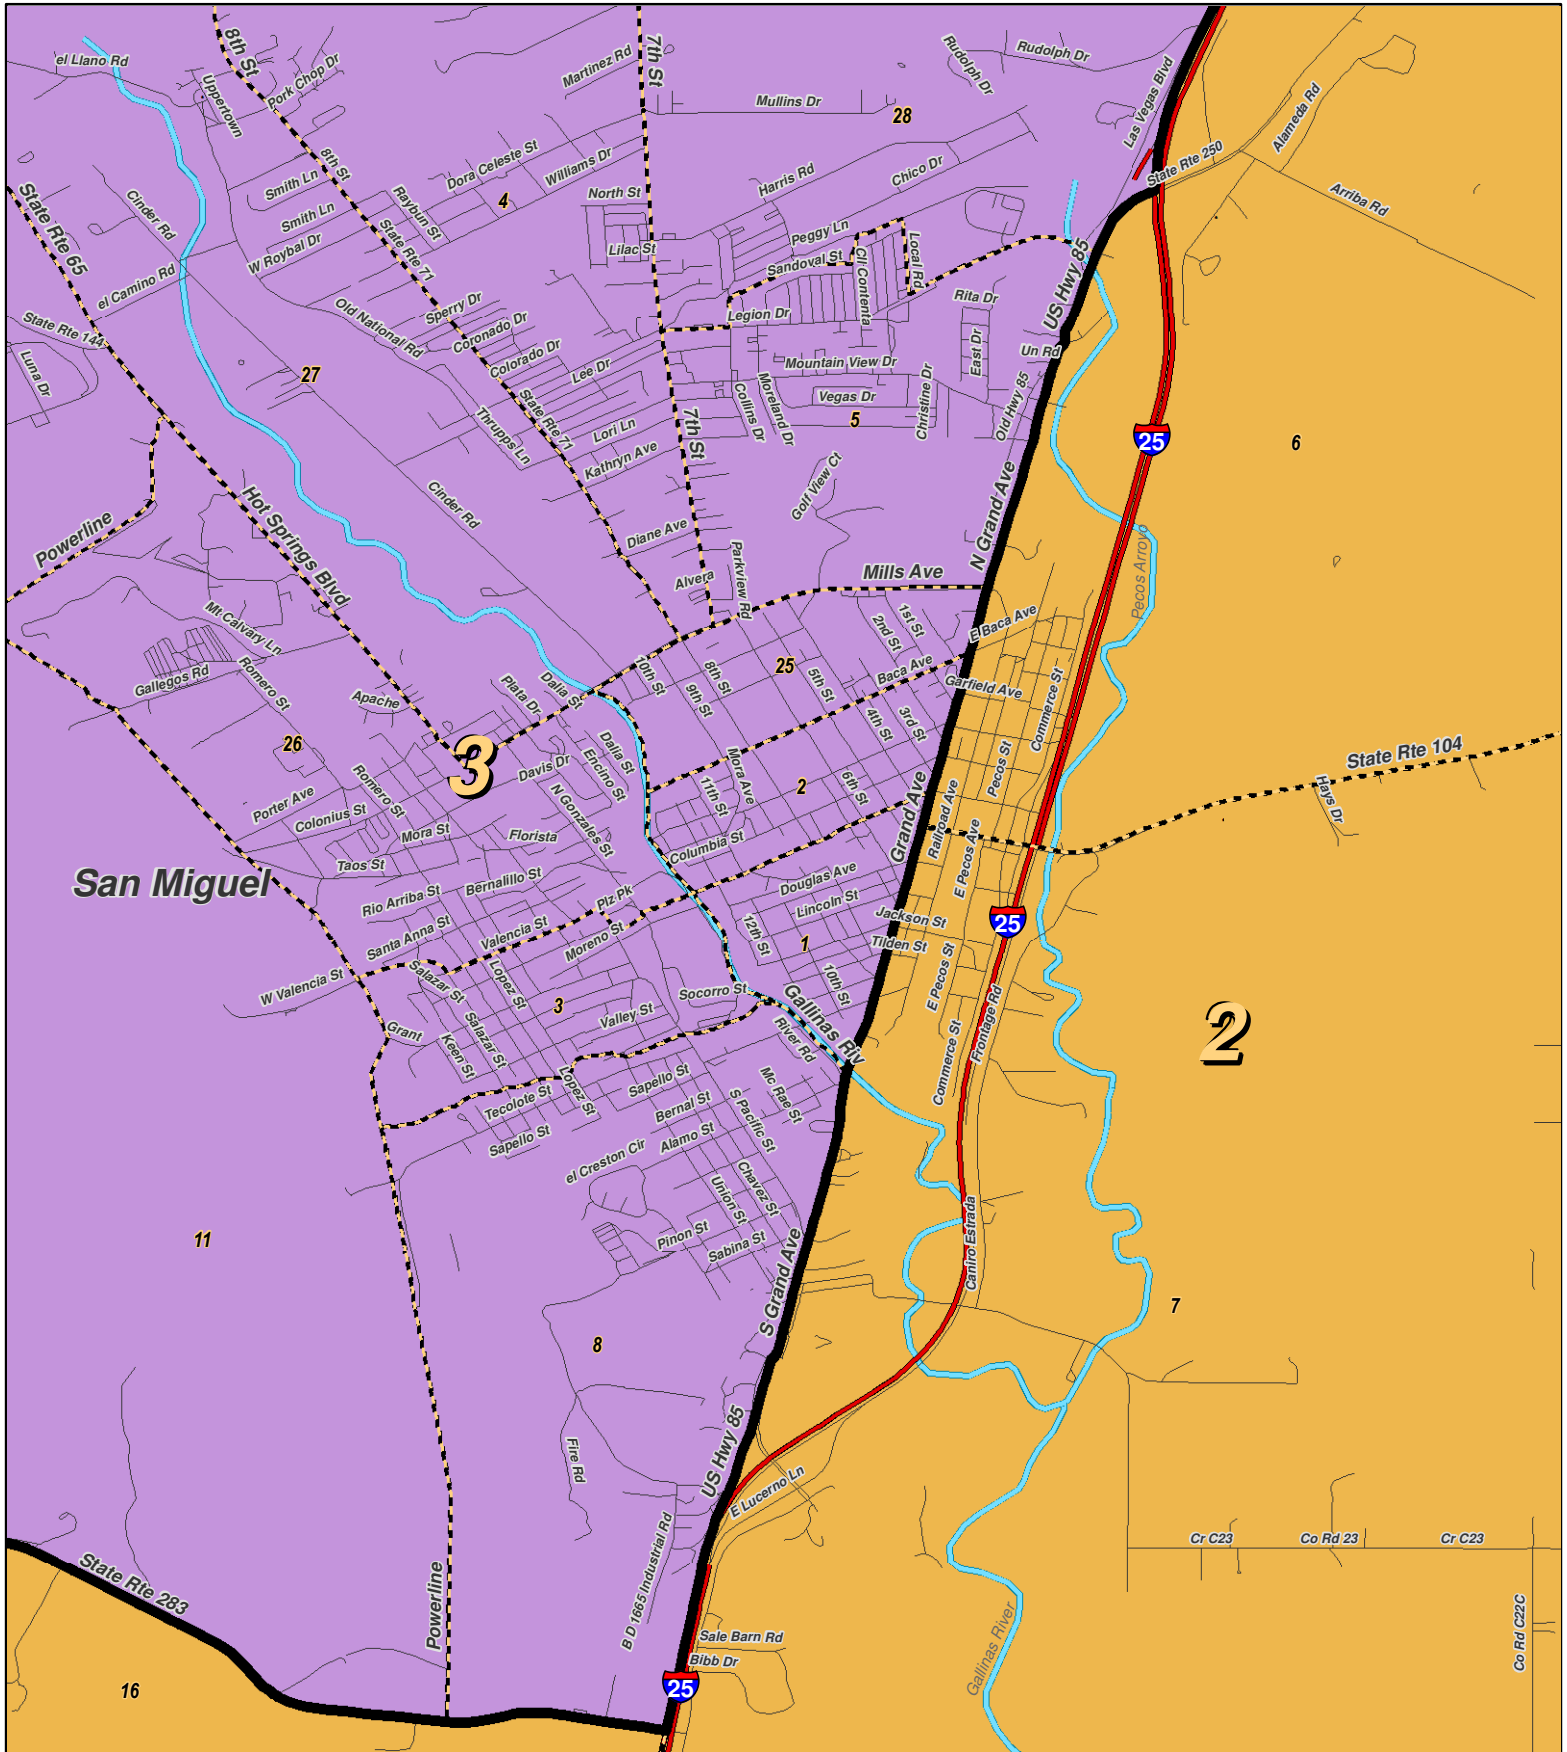 el Llano Rd
8th St
Pork Chop Dr
Uppertown
Martinez Rd
7th St
Mullins Dr
28
Rudolph Dr
Rudolph Dr
Las Vegas Blvd
State Rte 250
Alameda Rd
Arriba Rd
State Rte 65
Cinder Rd
Smith Ln
Smith Ln
W Roybal Dr
el Camino Rd
8th St
Raybun St
State Rte 71
Dora Celeste St
Williams Dr
4
North St
Lilac St
Harris Rd
Chico Dr
Peggy Ln
Sandoval St
Cll Contenta
Local Rd
US Hwy 85
Rita Dr
Legion Dr
Un Rd
East Dr
State Rte 144
Luna Dr
Old National Rd
Sperry Dr
Coronado Dr
Colorado Dr
Lee Dr
27
State Rte 71
Thrupps Ln
Lori Ln
Kathryn Ave
7th St
Mountain View Dr
Vegas Dr
Collins Dr
Moreland Dr
5
Christine Dr
Old Hwy 85
25
6
Powerline
Hot Springs Blvd
Cinder Rd
Golf View Ct
N Grand Ave
Diane Ave
Alvera
Parkview Rd
Mills Ave
Pecos Arroyo
Mt Calvary Ln
Gallegos Rd
Romero St
Apache
Plata Dr
Dalia St
10th St
9th St
8th St
25
5th St
4th St
3rd St
2nd St
1st St
Baca Ave
E Baca Ave
Garfield Ave
Commerce St
26
3
Davis Dr
Dalia St
Encino St
N Gonzales St
Mora Ave
11th St
2
6th St
Pecos St
State Rte 104
Hays Dr
Porter Ave
Colonius St
Romero St
Mora St
Florista
Taos St
Columbia St
Grand Ave
Railroad Ave
E Pecos Ave
San Miguel
Rio Arriba St
Bernalillo St
Plz Pk
Douglas Ave
Lincoln St
Jackson St
Tilden St
25
Santa Anna St
Valencia St
Moreno St
12th St
1
10th St
W Valencia St
Salazar St
Lopez St
3
Socorro St
Gallinas Riv
E Pecos St
Frontage Rd
Grant
Keen St
Salazar St
Valley St
River Rd
Commerce St
2
Tecolote St
Lopez St
Sapello St
Mc Rae St
Bernal St
S Pacific St
Sapello St
Alamo St
el Creston Cir
Chavez St
Union St
Pinon St
Sabina St
11
Caniro Estrada
S Grand Ave
7
8
Fire Rd
US Hwy 85
E Lucerno Ln
B D 1665 Industrial Rd
Cr C23
Co Rd 23
Cr C23
State Rte 283
Powerline
Sale Barn Rd
Bibb Dr
25
Gallinas River
Co Rd C22C
16